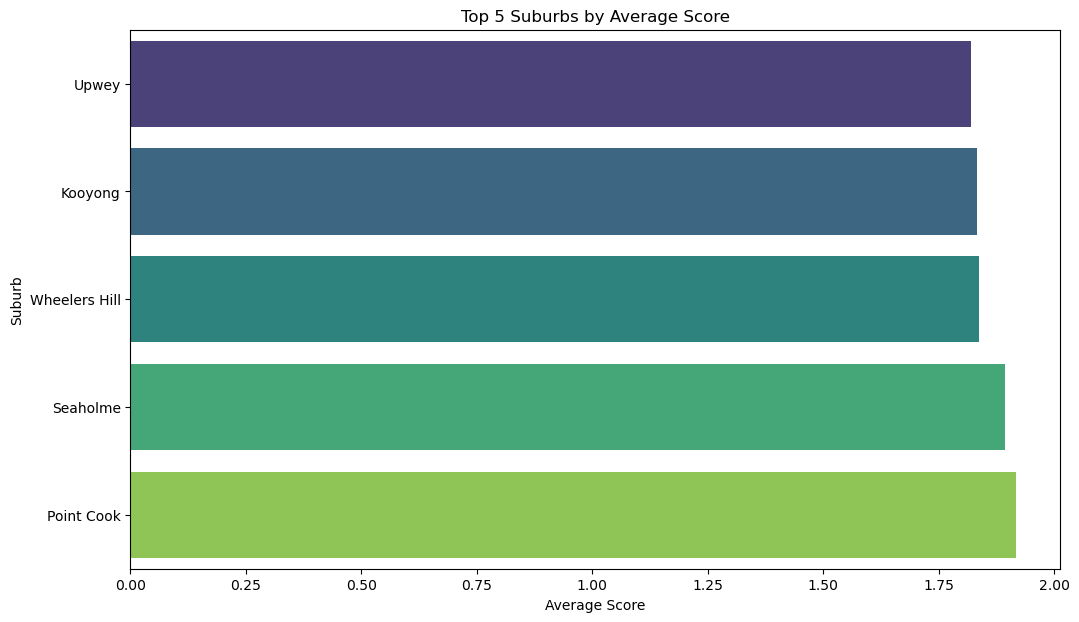 Top 5 Suburbs by Average Score
Suburb
Upwey
Kooyong
Wheelers Hill
Seaholme
Point Cook
0.00 0.25 0.50 0.75 1.00 1.25 1.50 1.75 2.00
Average Score